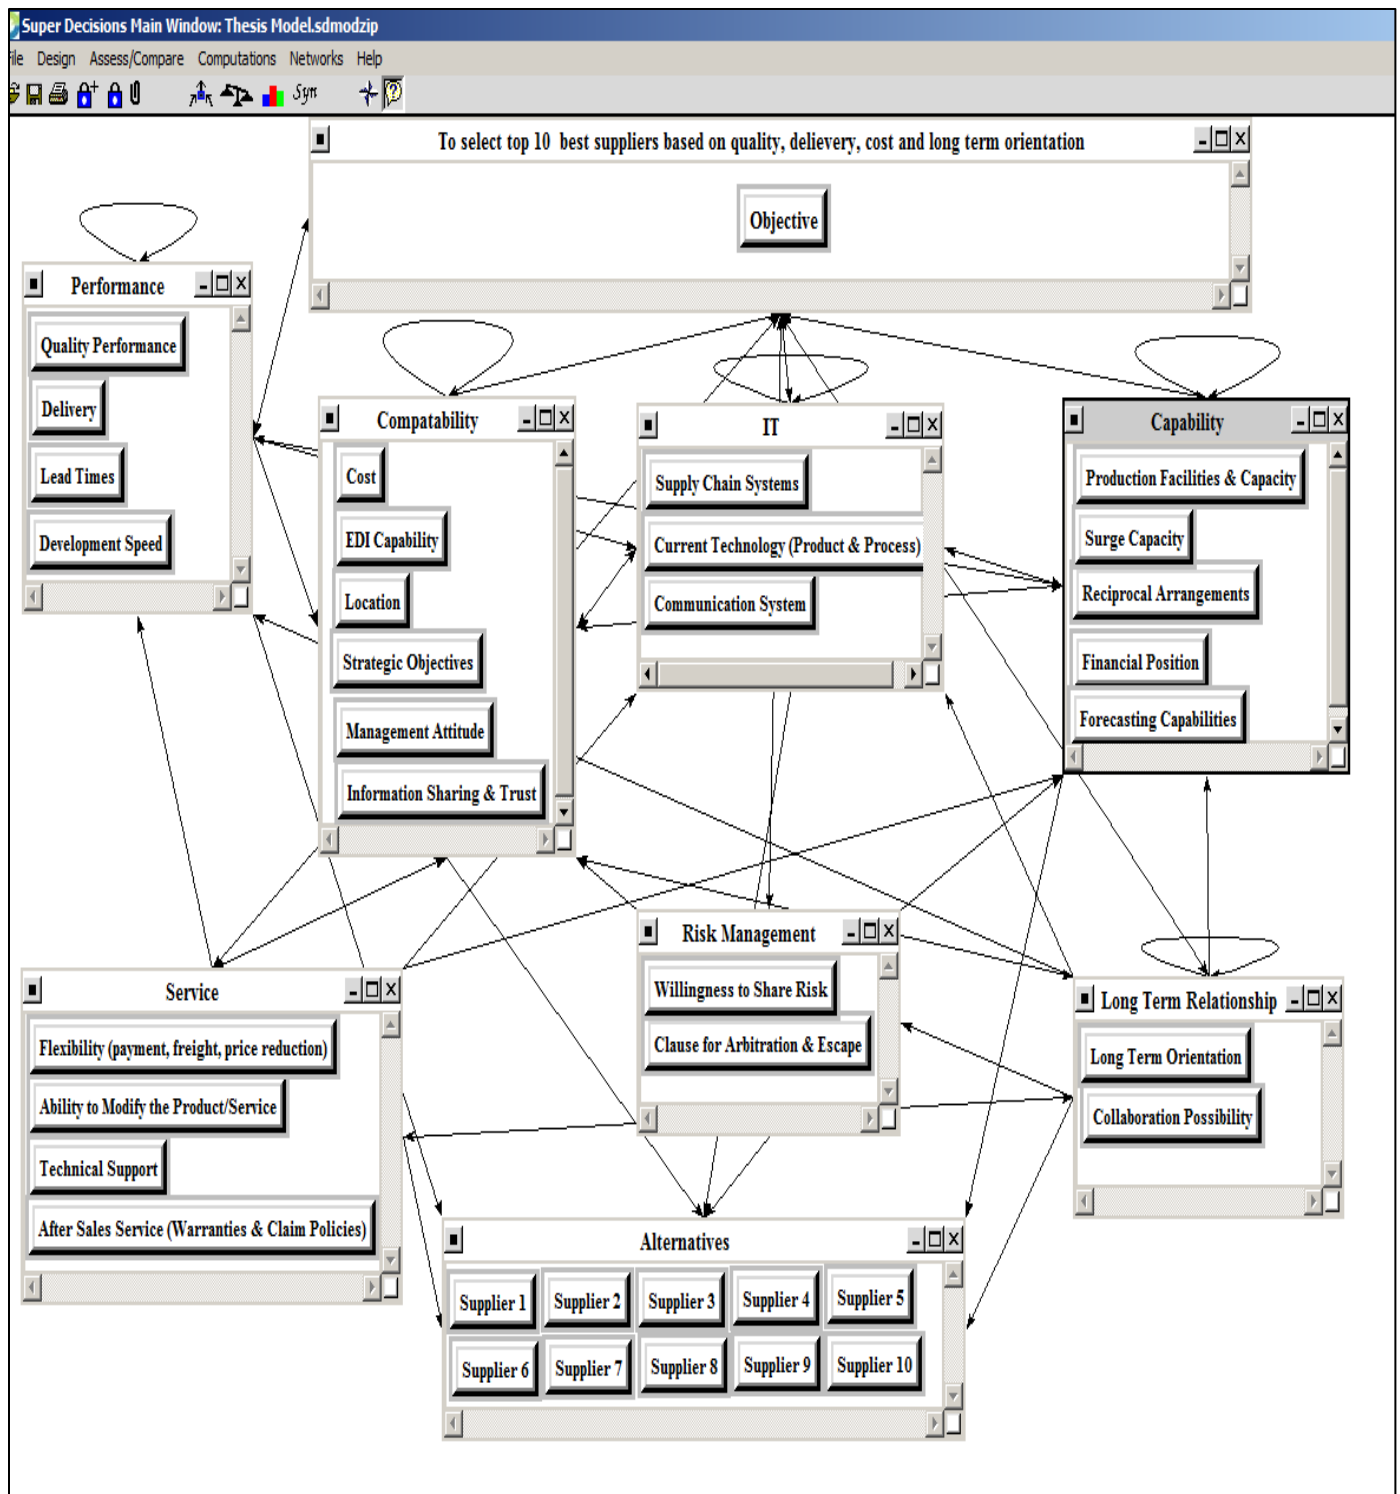 Super Decisions Main Window: Thesis Model.sdmodzip
File Design Assess/Compare Computations Networks Help
Syn
To select top 10 best suppliers based on quality, delievery, cost and long term orientation
Objective
Performance
Quality Performance
Delivery
Lead Times
Development Speed
Compatability
Cost
EDI Capability
Location
Strategic Objectives
Management Attitude
Information Sharing & Trust
IT
Supply Chain Systems
Current Technology (Product & Process)
Communication System
Capability
Production Facilities & Capacity
Surge Capacity
Reciprocal Arrangements
Financial Position
Forecasting Capabilities
Service
Flexibility (payment, freight, price reduction)
Ability to Modify the Product/Service
Technical Support
After Sales Service (Warranties & Claim Policies)
Risk Management
Willingness to Share Risk
Clause for Arbitration & Escape
Long Term Relationship
Long Term Orientation
Collaboration Possibility
Alternatives
Supplier 1 Supplier 2 Supplier 3 Supplier 4 Supplier 5
Supplier 6 Supplier 7 Supplier 8 Supplier 9 Supplier 10